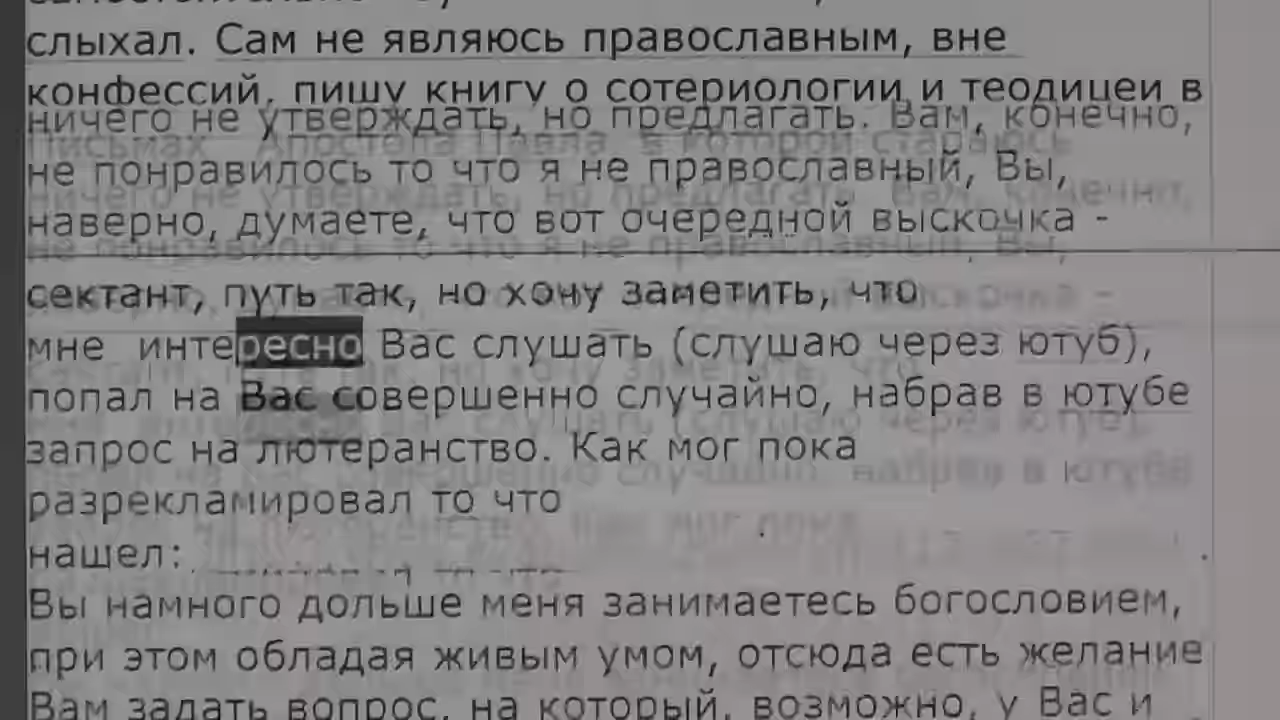 слыхал. Сам не являюсь православным, вне
конфессий, пишу книгу о сотериологии и теодицеи в
ничего не утверждать, но предлагать. Вам, конечно,
не понравилось то что я не православный, Вы,
наверно, думаете, что вот очередной выскочка -
сектант, путь так, но хочу заметить, что
мне интересно Вас слушать (слушаю через ютуб),
попал на Вас совершенно случайно, набрав в ютубе
запрос на лютеранство. Как мог пока
разрекламировал то что
нашел:
Вы намного дольше меня занимаетесь богословием,
при этом обладая живым умом, отсюда есть желание
Вам задать вопрос, на который, возможно, у Вас и